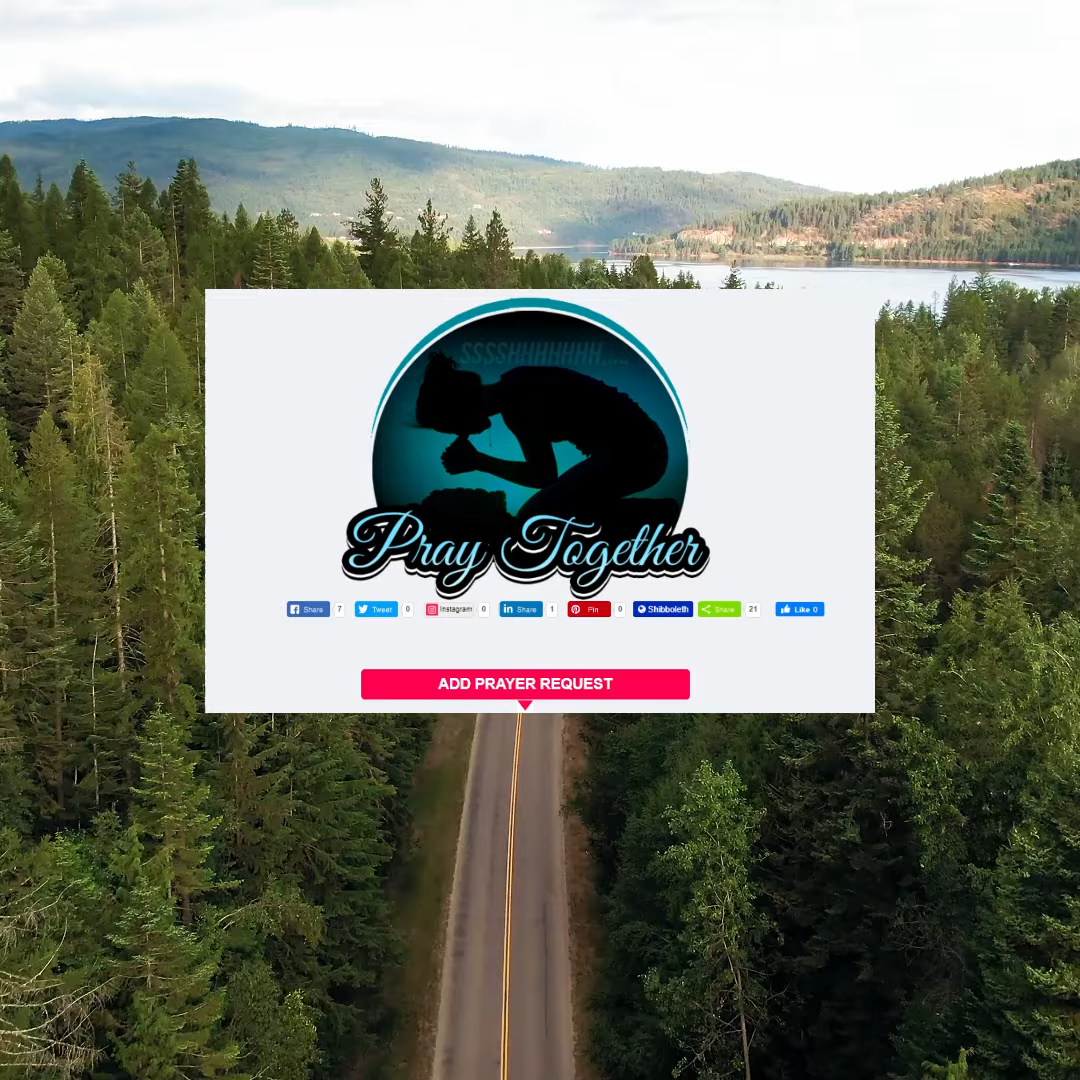 SSSSHHHHHHH.....
Pray Together
Share 7 Tweet 0 Instagram 0 Share 1 Pin 0 Shibboleth Share 21 Like 0
ADD PRAYER REQUEST